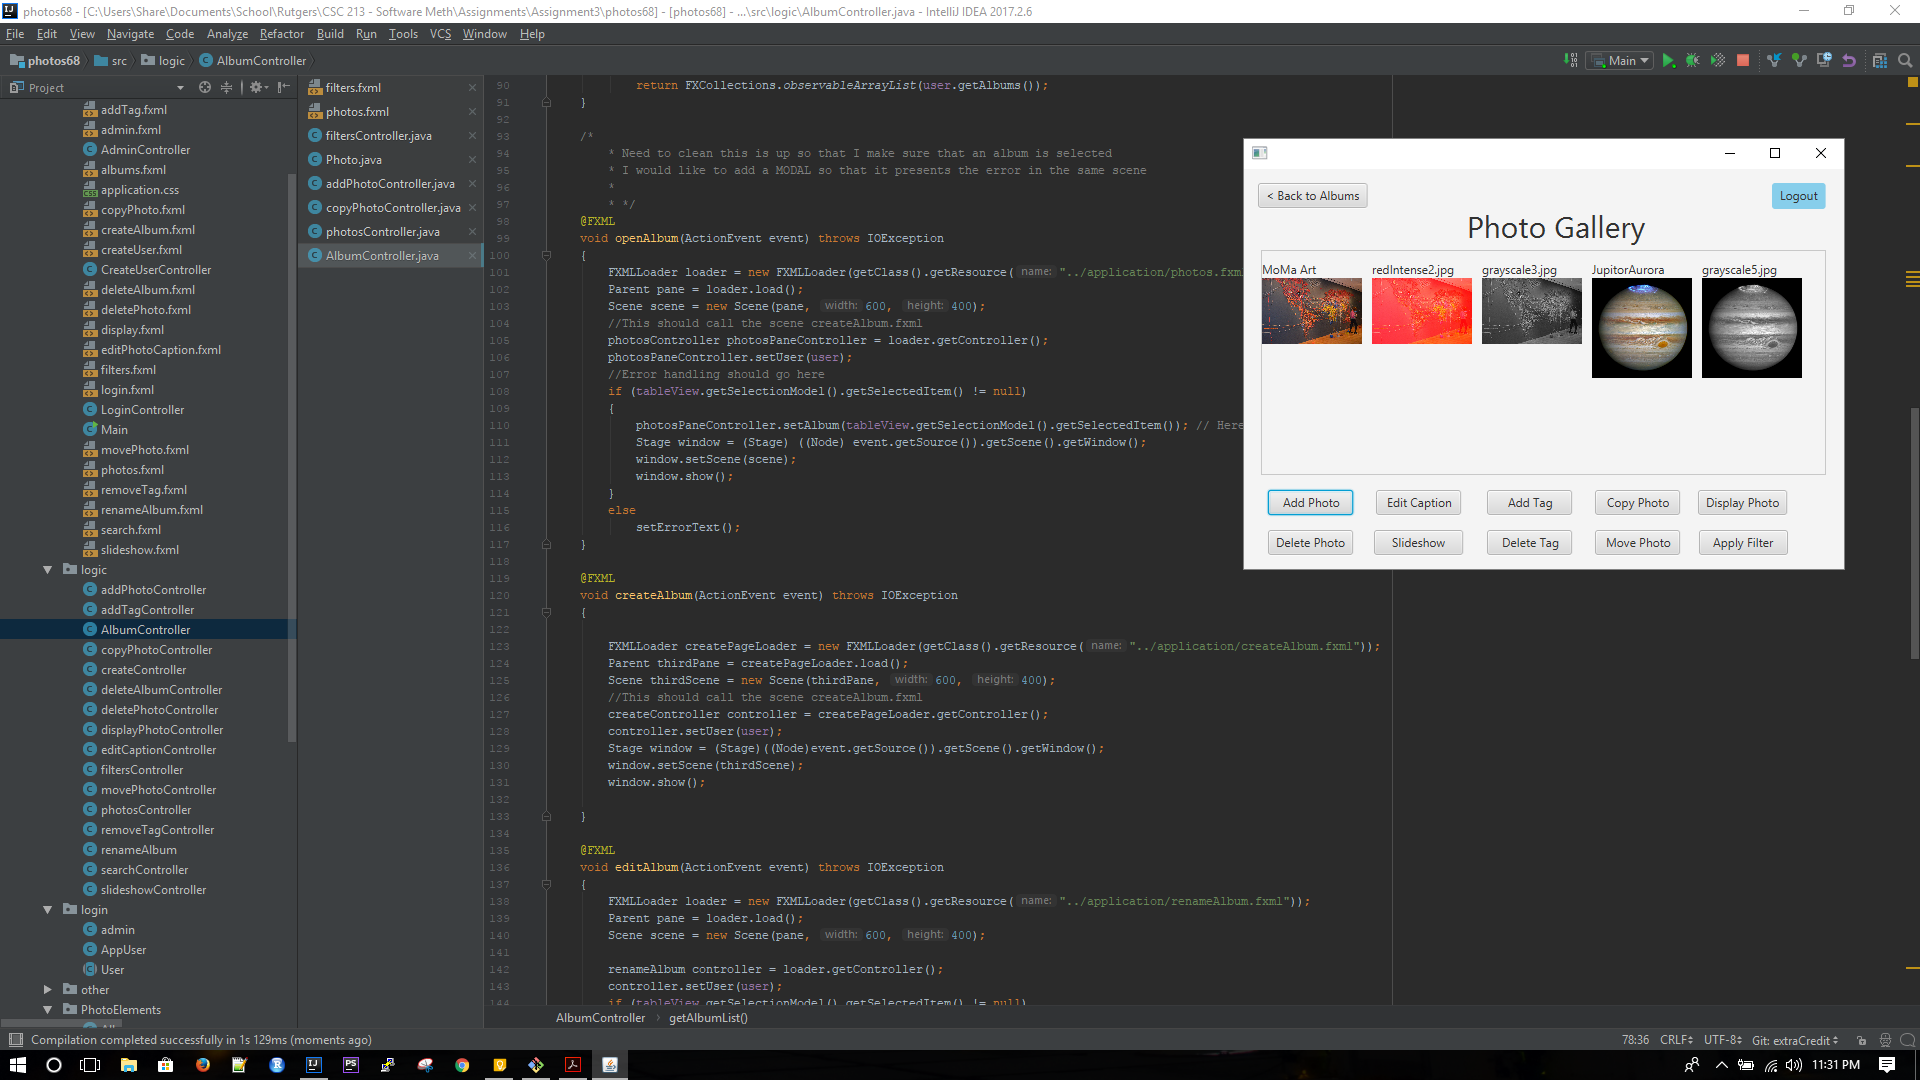 photos68 - [C:\Users\Share\Documents\School\Rutgers\CSC 213 - Software Meth\Assignments\Assignment3\photos68] - [photos68] - ...\src\logic\AlbumController.java - IntelliJ IDEA 2017.2.6
File Edit View Navigate Code Analyze Refactor Build Run Tools VCS Window Help
photos68 src logic AlbumController
Main
Project
addTag.fxml
admin.fxml
AdminController
albums.fxml
application.css
copyPhoto.fxml
createAlbum.fxml
createUser.fxml
CreateUserController
deleteAlbum.fxml
deletePhoto.fxml
display.fxml
editPhotoCaption.fxml
filters.fxml
login.fxml
LoginController
Main
movePhoto.fxml
photos.fxml
removeTag.fxml
renameAlbum.fxml
search.fxml
slideshow.fxml
logic
addPhotoController
addTagController
AlbumController
copyPhotoController
createController
deleteAlbumController
deletePhotoController
displayPhotoController
editCaptionController
filtersController
movePhotoController
photosController
removeTagController
renameAlbum
searchController
slideshowController
login
admin
AppUser
User
other
PhotoElements
filters.fxml
photos.fxml
filtersController.java
Photo.java
addPhotoController.java
copyPhotoController.java
photosController.java
AlbumController.java
90 return FXCollections.observableArrayList(user.getAlbums());
91 }
92
93 /*
94 * Need to clean this is up so that I make sure that an album is selected
95 * I would like to add a MODAL so that it presents the error in the same scene
96 *
97 * */
98 @FXML
99 void openAlbum(ActionEvent event) throws IOException
100 {
101 FXMLLoader loader = new FXMLLoader(getClass().getResource( name: "../application/photos.fxml
102 Parent pane = loader.load();
103 Scene scene = new Scene(pane, width: 600, height: 400);
104 //This should call the scene createAlbum.fxml
105 photosController photosPaneController = loader.getController();
106 photosPaneController.setUser(user);
107 //Error handling should go here
108 if (tableView.getSelectionModel().getSelectedItem() != null)
109 {
110 photosPaneController.setAlbum(tableView.getSelectionModel().getSelectedItem()); // Here
111 Stage window = (Stage) ((Node) event.getSource()).getScene().getWindow();
112 window.setScene(scene);
113 window.show();
114 }
115 else
116 setErrorText();
117 }
118
119 @FXML
120 void createAlbum(ActionEvent event) throws IOException
121 {
122
123 FXMLLoader createPageLoader = new FXMLLoader(getClass().getResource( name: "../application/createAlbum.fxml"));
124 Parent thirdPane = createPageLoader.load();
125 Scene thirdScene = new Scene(thirdPane, width: 600, height: 400);
126 //This should call the scene createAlbum.fxml
127 createController controller = createPageLoader.getController();
128 controller.setUser(user);
129 Stage window = (Stage)((Node)event.getSource()).getScene().getWindow();
130 window.setScene(thirdScene);
131 window.show();
132
133 }
134
135 @FXML
136 void editAlbum(ActionEvent event) throws IOException
137 {
138 FXMLLoader loader = new FXMLLoader(getClass().getResource( name: "../application/renameAlbum.fxml"));
139 Parent pane = loader.load();
140 Scene scene = new Scene(pane, width: 600, height: 400);
141
142 renameAlbum controller = loader.getController();
143 controller.setUser(user);
144 if (tableView.getSelectionModel().getSelectedItem() != null)
AlbumController getAlbumList()
< Back to Albums
Logout
Photo Gallery
MoMa Art redIntense2.jpg grayscale3.jpg JupitorAurora grayscale5.jpg
Add Photo Edit Caption Add Tag Copy Photo Display Photo
Delete Photo Slideshow Delete Tag Move Photo Apply Filter
Compilation completed successfully in 1s 129ms (moments ago)
78:36 CRLF UTF-8 Git: extraCredit
11:31 PM